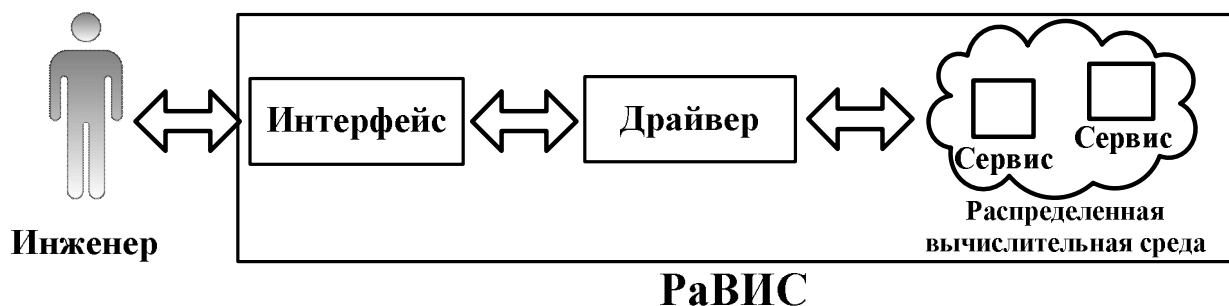 Интерфейс
Драйвер
Сервис
Сервис
Инженер
Распределенная
вычислительная среда
РаВИС